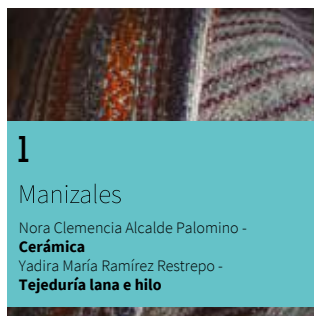 1
Manizales
Nora Clemencia Alcalde Palomino -
Cerámica
Yadira María Ramírez Restrepo -
Tejeduría lana e hilo